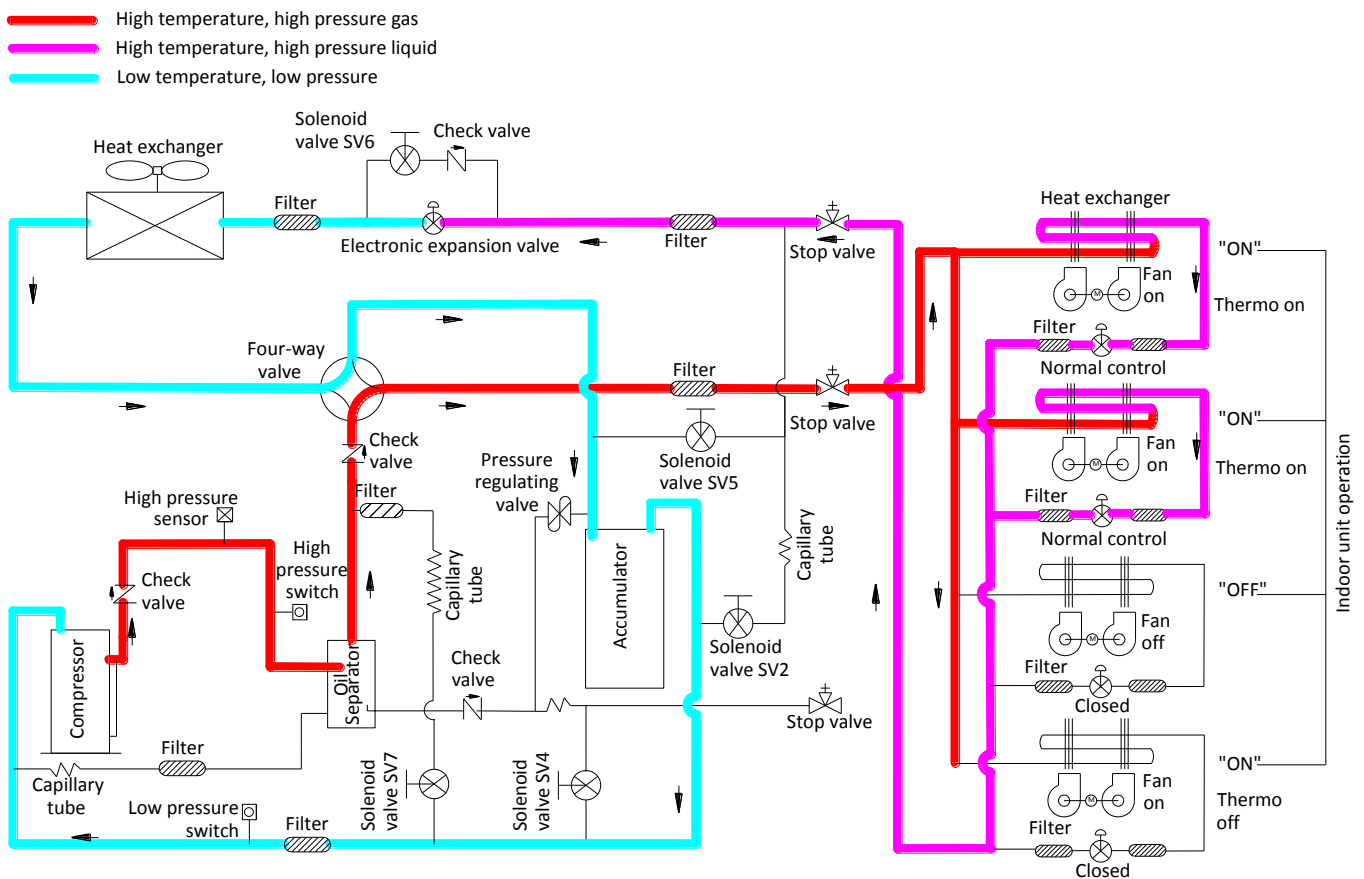 High temperature, high pressure gas
High temperature, high pressure liquid
Low temperature, low pressure
Solenoid
valve SV6
Check valve
Heat exchanger
Filter
Electronic expansion valve
Filter
Stop valve
Heat exchanger
"ON"
Fan
on
M
Thermo on
Filter
Normal control
Four-way
valve
Filter
Stop valve
"ON"
Fan
on
M
Thermo on
Filter
Normal control
Check
valve
Solenoid
valve SV5
Pressure
regulating
valve
High pressure
sensor
Filter
High
pressure
switch
Check
valve
Capillary
tube
Capillary
tube
Accumulator
Compressor
Oil
Separator
Check
valve
Solenoid
valve SV2
Stop valve
"OFF"
Fan
off
M
Filter
Closed
Indoor unit operation
Filter
Capillary
tube
Solenoid
valve SV7
Solenoid
valve SV4
Low pressure
switch
Filter
"ON"
Fan
on
M
Thermo
off
Filter
Closed